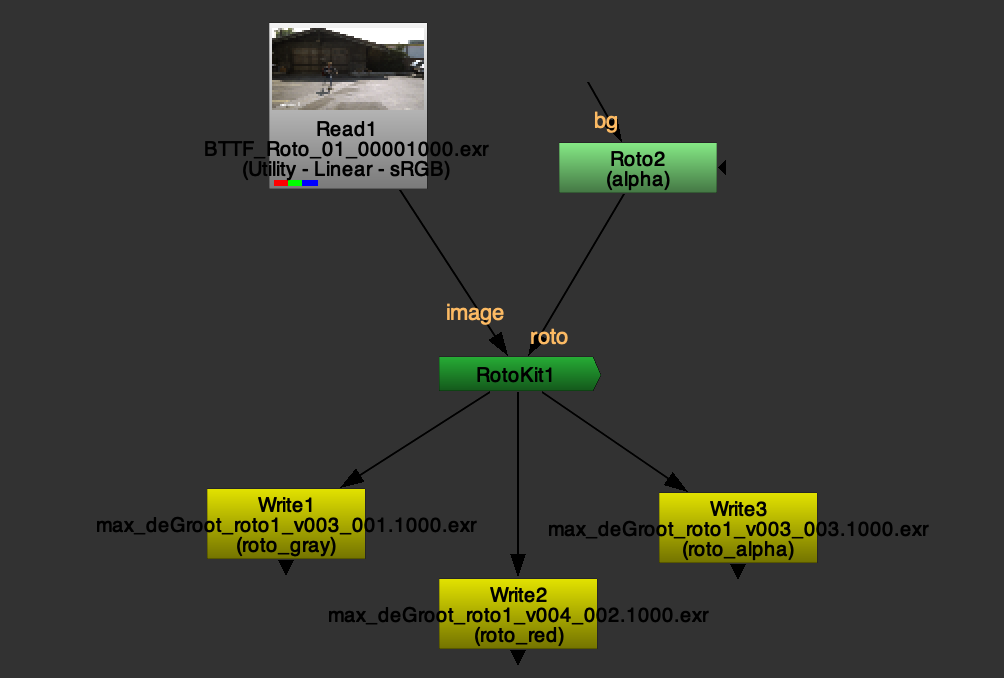 Read1
BTTF_Roto_01_00001000.exr
(Utility - Linear - sRGB)
bg
Roto2
(alpha)
image
roto
RotoKit1
Write1
max_deGroot_roto1_v003_001.1000.exr
(roto_gray)
Write3
max_deGroot_roto1_v003_003.1000.exr
(roto_alpha)
Write2
max_deGroot_roto1_v004_002.1000.exr
(roto_red)